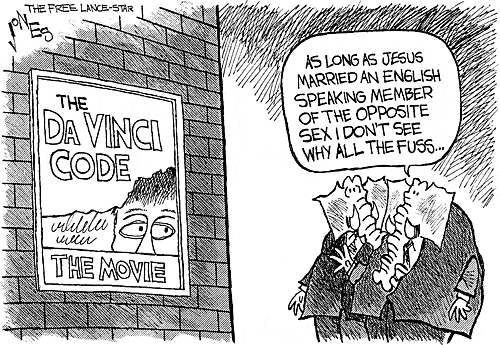 THE FREE LANCE-STAR
THE
DA VINCI
CODE
THE MOVIE
AS LONG AS JESUS
MARRIED AN ENGLISH
SPEAKING MEMBER
OF THE OPPOSITE
SEX I DON'T SEE
WHY ALL THE FUSS...